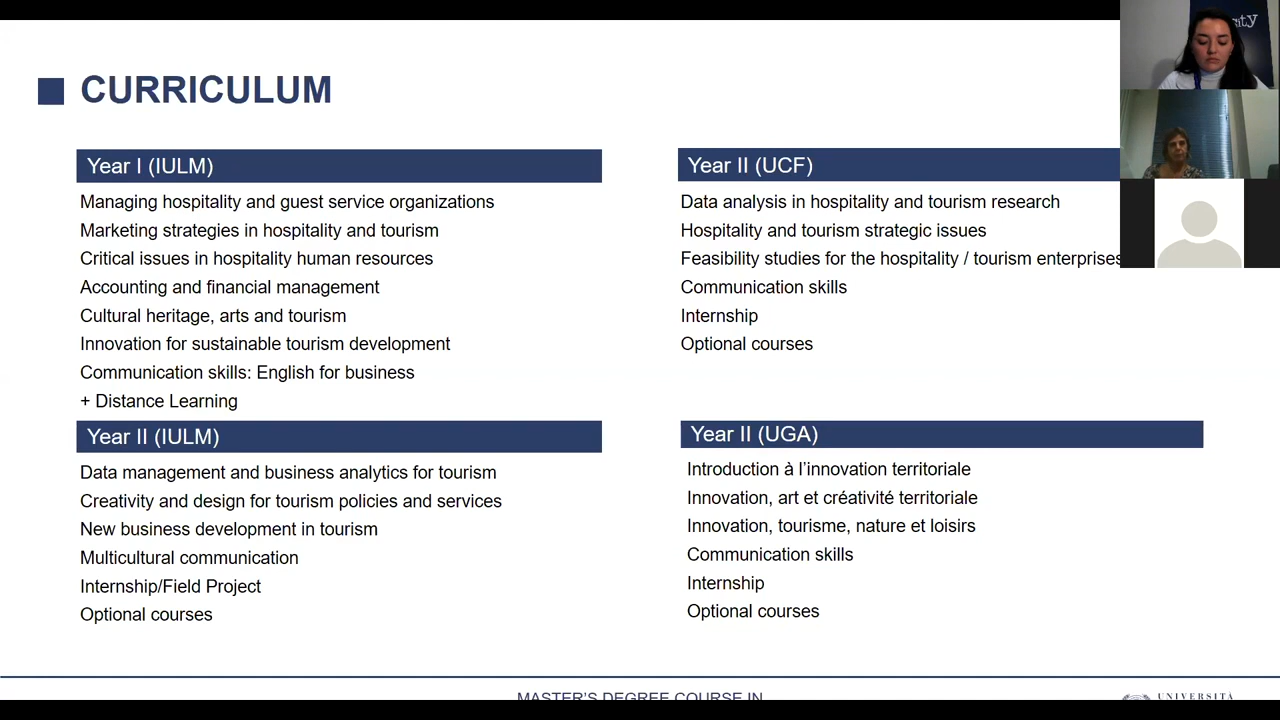 CURRICULUM
Year I (IULM)
Managing hospitality and guest service organizations
Marketing strategies in hospitality and tourism
Critical issues in hospitality human resources
Accounting and financial management
Cultural heritage, arts and tourism
Innovation for sustainable tourism development
Communication skills: English for business
+ Distance Learning
Year II (IULM)
Data management and business analytics for tourism
Creativity and design for tourism policies and services
New business development in tourism
Multicultural communication
Internship/Field Project
Optional courses
Year II (UCF)
Data analysis in hospitality and tourism research
Hospitality and tourism strategic issues
Feasibility studies for the hospitality / tourism enterprises
Communication skills
Internship
Optional courses
Year II (UGA)
Introduction à l’innovation territoriale
Innovation, art et créativité territoriale
Innovation, tourisme, nature et loisirs
Communication skills
Internship
Optional courses
MASTER’S DEGREE COURSE IN
UNIVERSITÀ